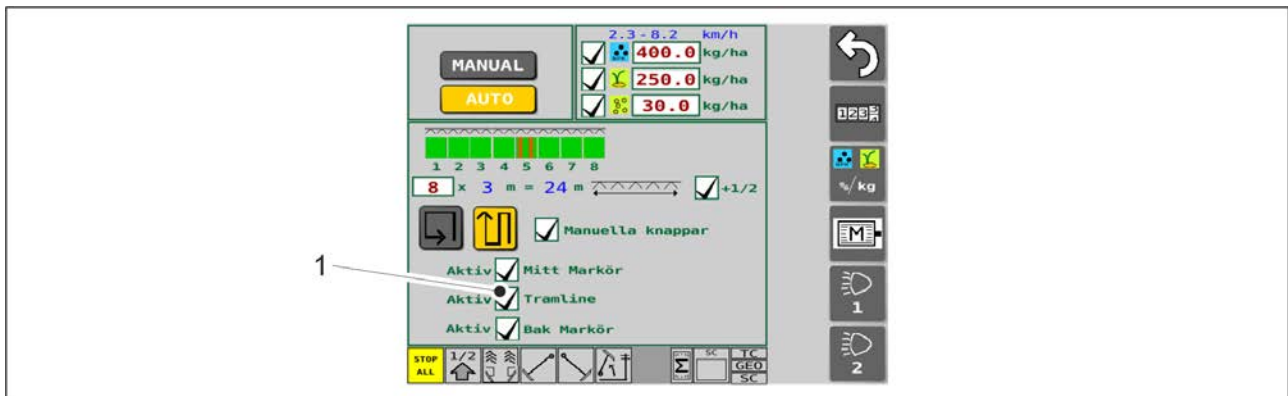 2.3-8.2 km/h
MANUAL
400.0 kg/ha
AUTO
250.0 kg/ha
30.0 kg/ha
1 2 3 4 5 6 7 8
8 x 3 m = 24 m +1/2
Manuella knappar
Aktiv Mitt Markör
1
Aktiv Tramline
Aktiv Bak Markör
STOP ALL
1/2
Σ
SC
TC
GEO
SC
%/kg
M
1
2